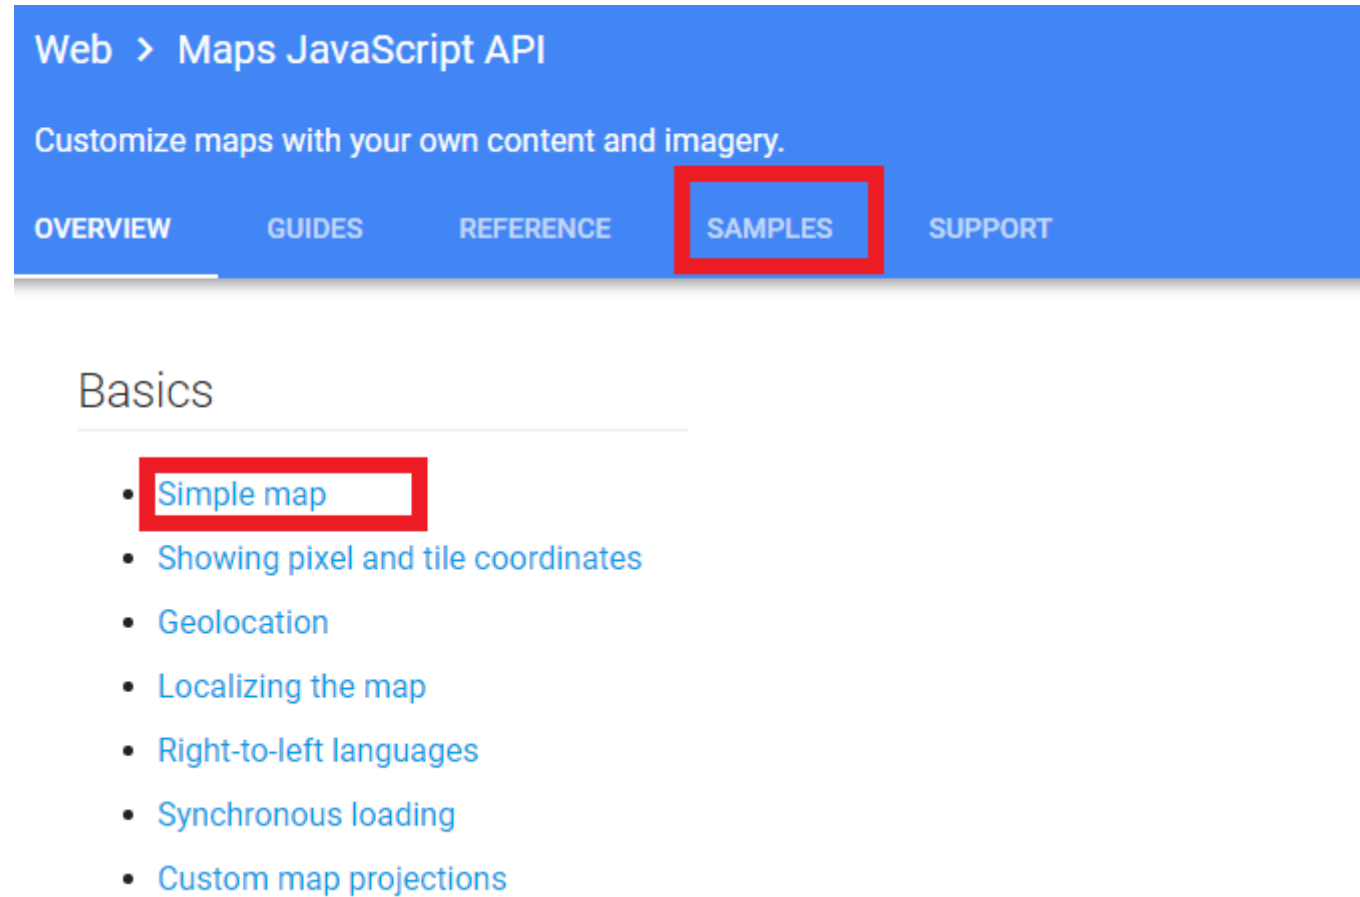 Web > Maps JavaScript API
Customize maps with your own content and imagery.
OVERVIEW GUIDES REFERENCE SAMPLES SUPPORT
Basics
• Simple map
• Showing pixel and tile coordinates
• Geolocation
• Localizing the map
• Right-to-left languages
• Synchronous loading
• Custom map projections